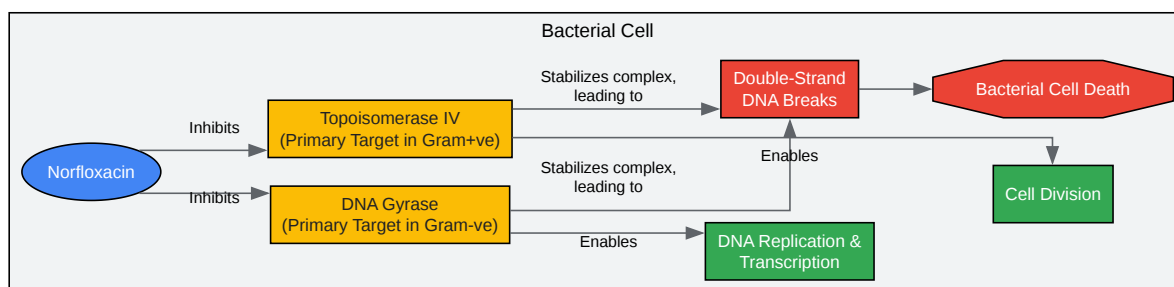 Bacterial Cell
Stabilizes complex,
leading to
Double-Strand
DNA Breaks
Bacterial Cell Death
Inhibits
Topoisomerase IV
(Primary Target in Gram+ve)
Enables
Norfloxacin
Stabilizes complex,
leading to
Inhibits
DNA Gyrase
(Primary Target in Gram-ve)
Cell Division
Enables
DNA Replication &
Transcription